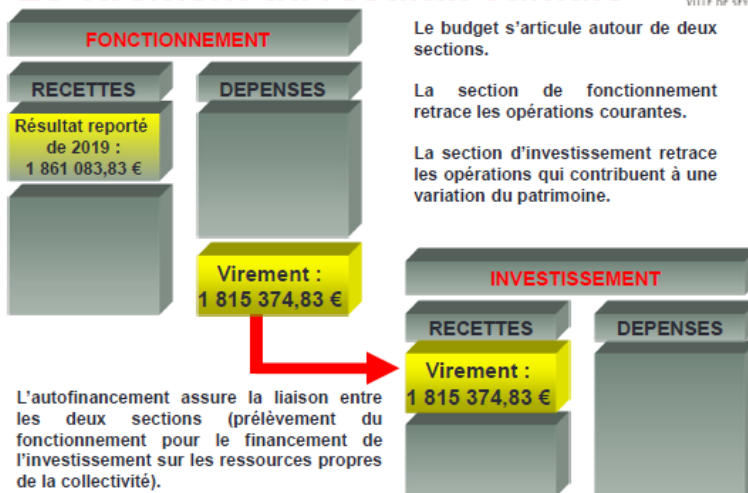 FONCTIONNEMENT
RECETTES
DEPENSES
Résultat reporté
de 2019 :
1 861 083,83 €
Virement :
1 815 374,83 €
Le budget s’articule autour de deux
sections.
La section de fonctionnement
retrace les opérations courantes.
La section d’investissement retrace
les opérations qui contribuent à une
variation du patrimoine.
INVESTISSEMENT
RECETTES
DEPENSES
Virement :
1 815 374,83 €
L’autofinancement assure la liaison entre
les deux sections (prélèvement du
fonctionnement pour le financement de
l’investissement sur les ressources propres
de la collectivité).